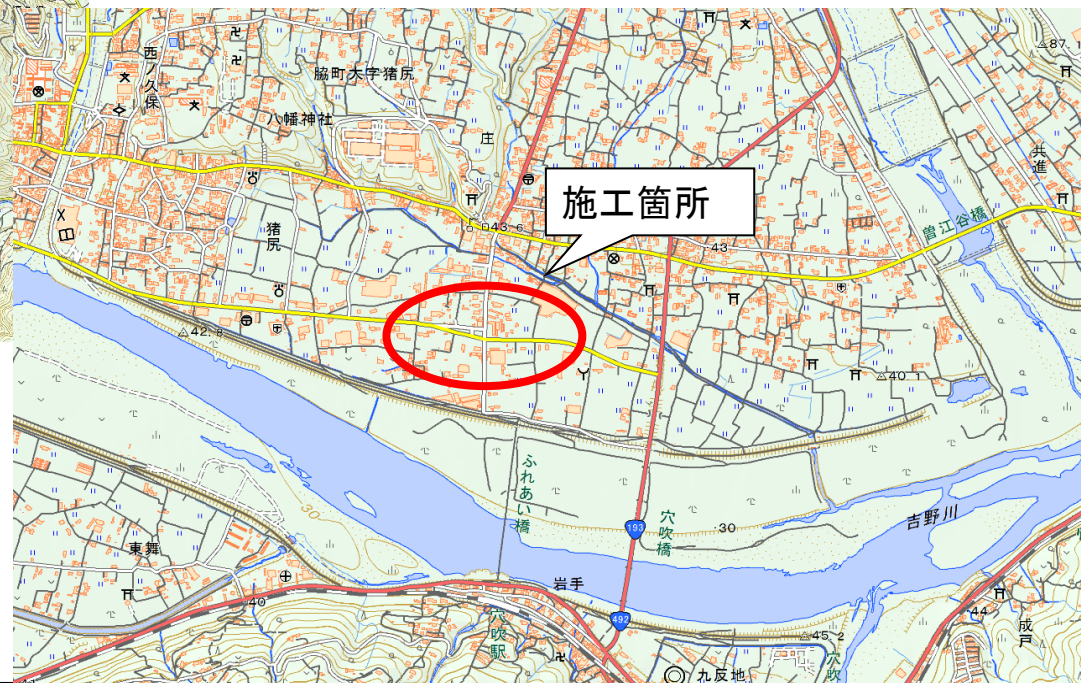 西ノ久保
脇町大字猪尻
87.1
八幡神社
庄
共進
施工箇所
曽江谷橋
猪尻
43.6
43
42.8
40.1
ふれあい橋
193
穴吹橋
30
吉野川
30
東舞
岩手
40
穴吹駅
492
44
成戸
45.2
九反地
穴吹